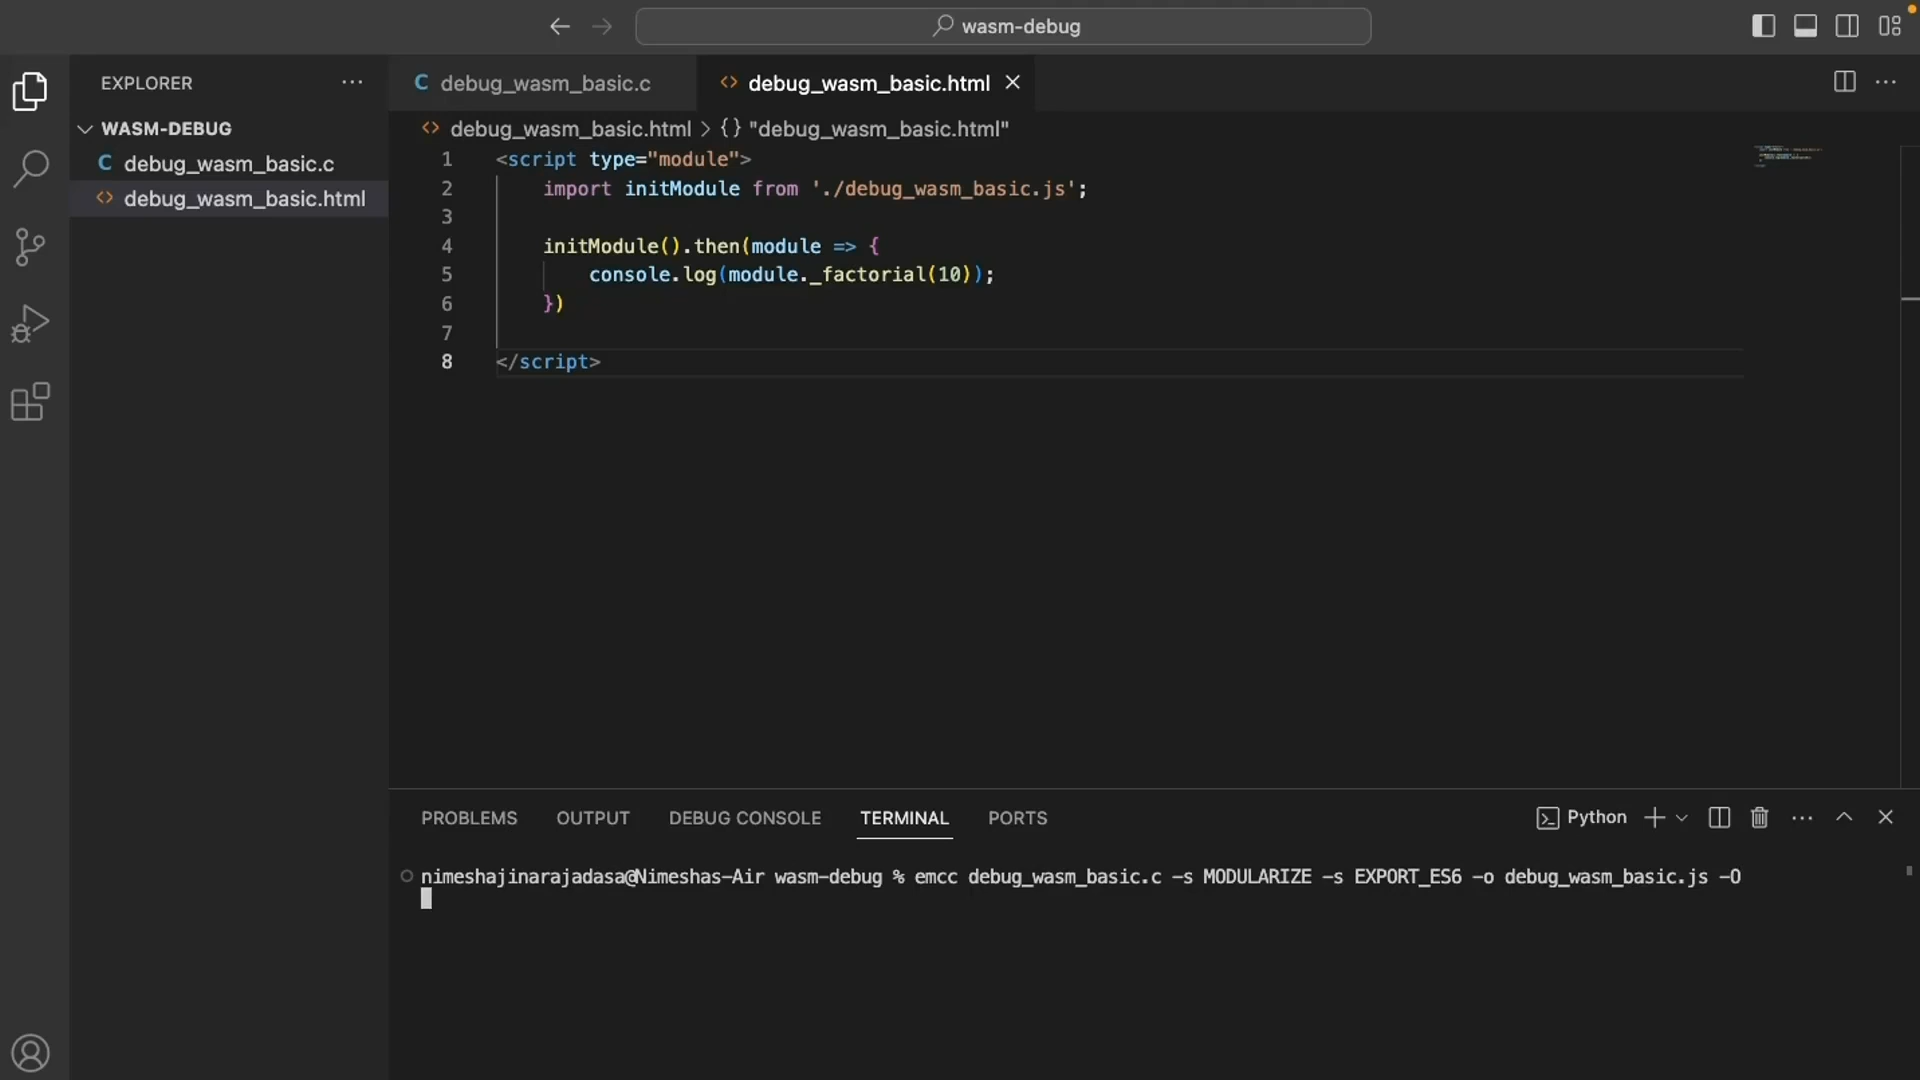 wasm-debug
EXPLORER
WASM-DEBUG
debug_wasm_basic.c
debug_wasm_basic.html
debug_wasm_basic.c
debug_wasm_basic.html
debug_wasm_basic.html > {} "debug_wasm_basic.html"
1 <script type="module">
2 import initModule from './debug_wasm_basic.js';
3
4 initModule().then(module => {
5 console.log(module._factorial(10));
6 })
7
8 </script>
PROBLEMS OUTPUT DEBUG CONSOLE TERMINAL PORTS
Python
nimeshajinarajadasa@Nimeshas-Air wasm-debug % emcc debug_wasm_basic.c -s MODULARIZE -s EXPORT_ES6 -o debug_wasm_basic.js -O